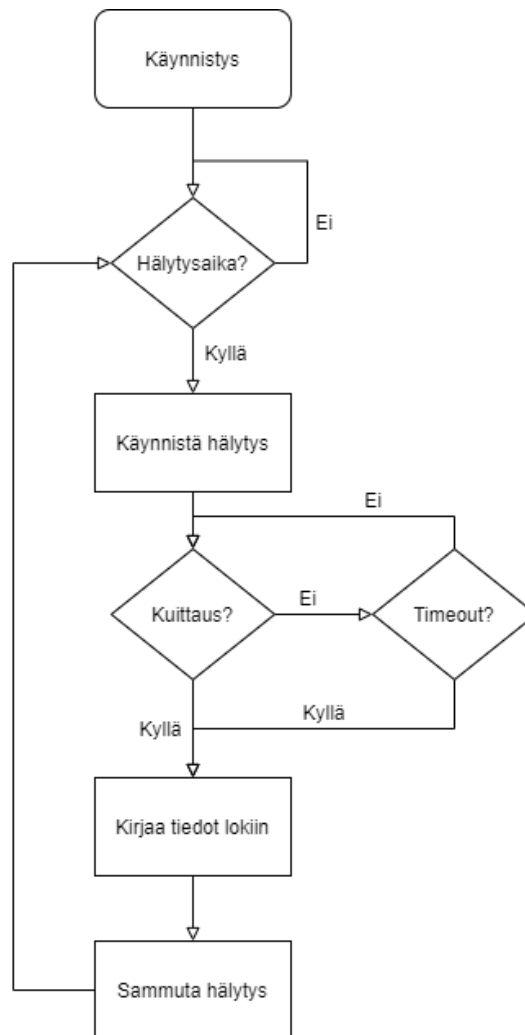 Käynnistys
Ei
Hälytysaika?
Kyllä
Käynnistä hälytys
Ei
Kuittaus?
Ei
Timeout?
Kyllä
Kyllä
Kirjaa tiedot lokiin
Sammuta hälytys